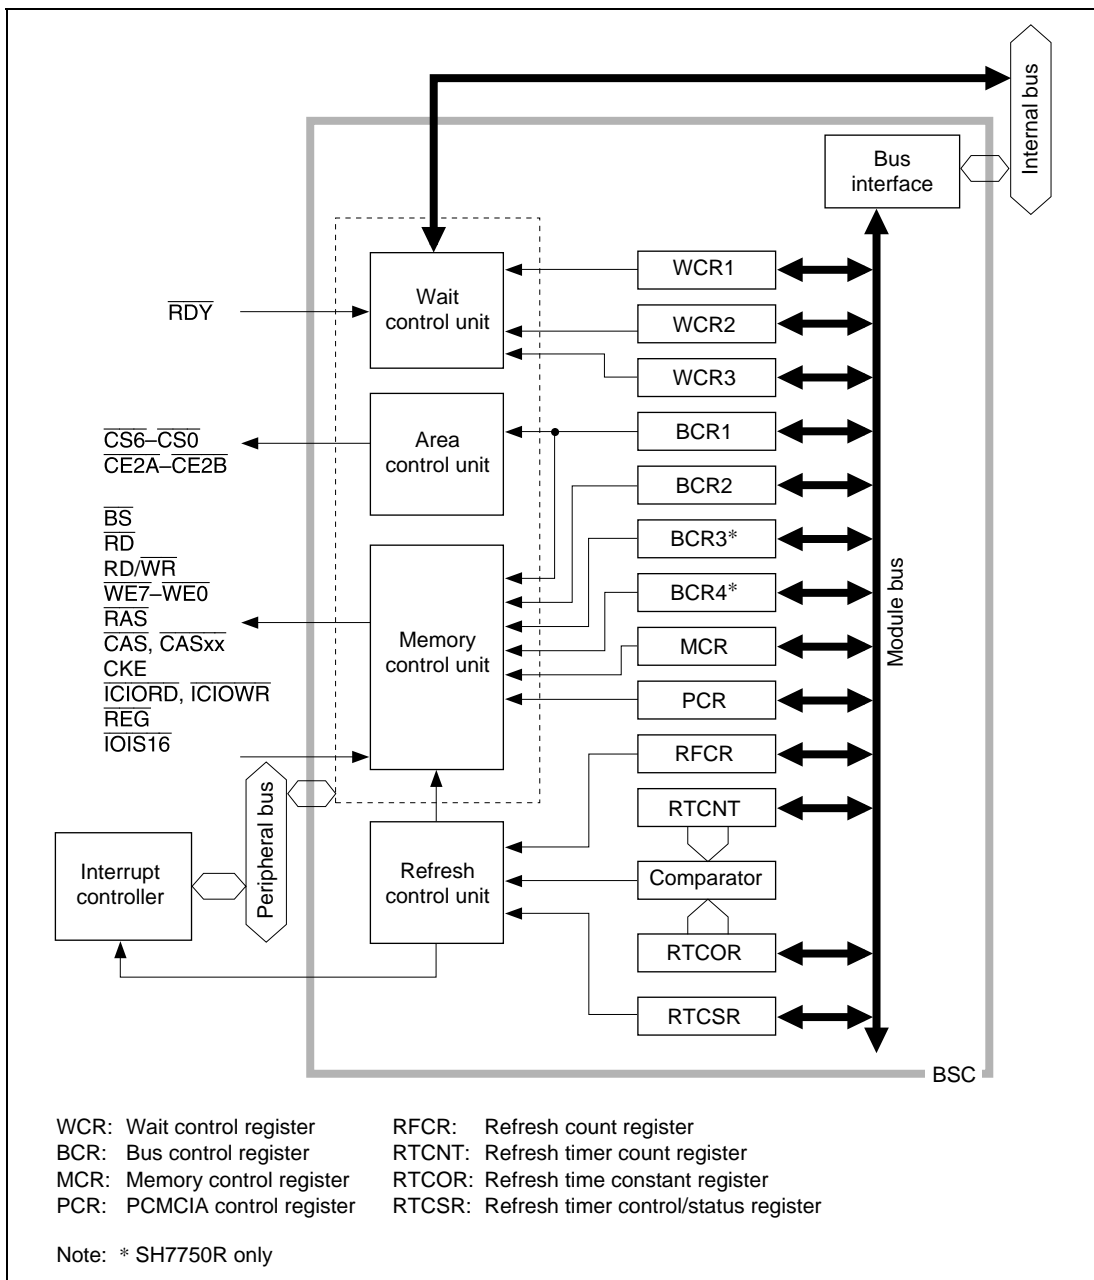 Internal bus
Bus
interface
Wait
control unit
WCR1
RDY
WCR2
WCR3
CS6–CS0
CE2A–CE2B
Area
control unit
BCR1
BCR2
BS
RD
RD/WR
WE7–WE0
RAS
CAS, CASxx
CKE
ICIORD, ICIOWR
REG
IOIS16
Memory
control unit
BCR3*
BCR4*
MCR
PCR
Module bus
RFCR
RTCNT
Peripheral bus
Interrupt
controller
Refresh
control unit
Comparator
RTCOR
RTCSR
BSC
WCR: Wait control register
BCR: Bus control register
MCR: Memory control register
PCR: PCMCIA control register
RFCR: Refresh count register
RTCNT: Refresh timer count register
RTCOR: Refresh time constant register
RTCSR: Refresh timer control/status register
Note: * SH7750R only